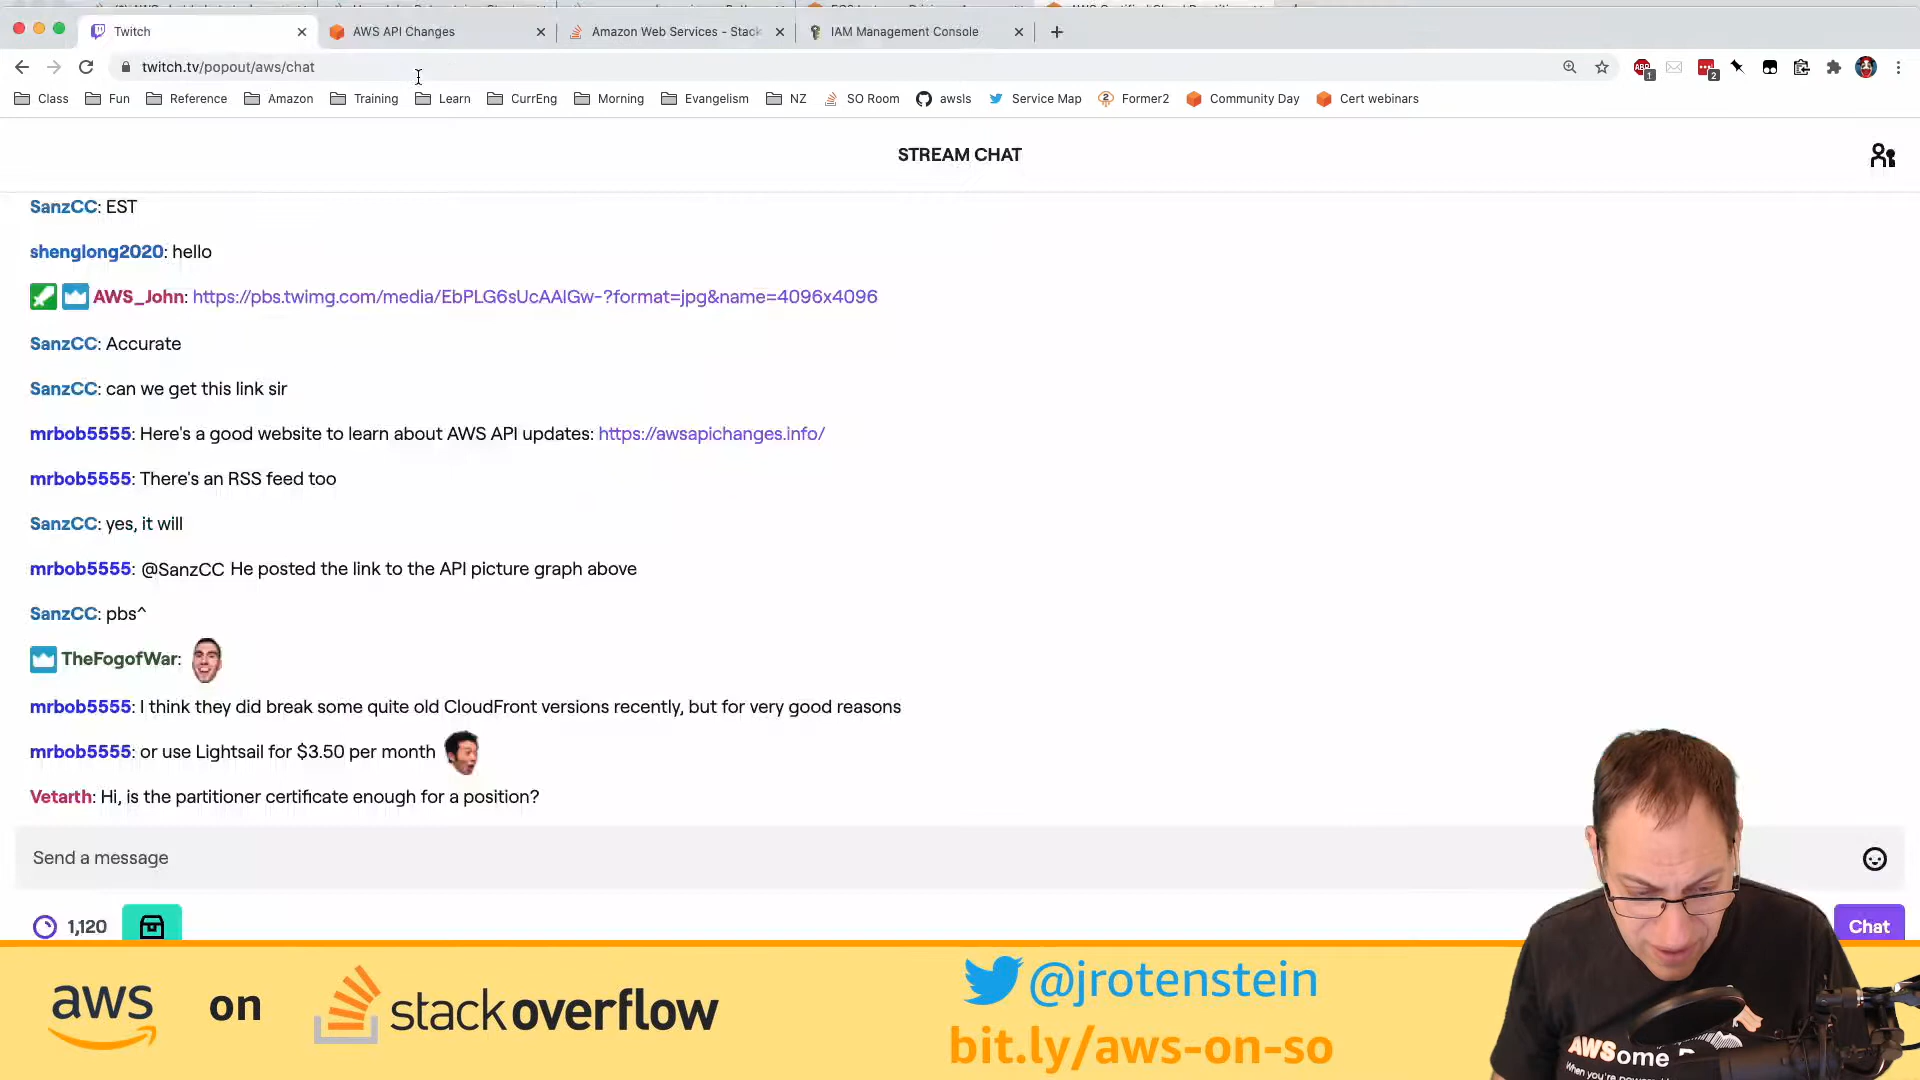 Twitch
AWS API Changes
Amazon Web Services - Stack
IAM Management Console
twitch.tv/popout/aws/chat
1
2
Class
Fun
Reference
Amazon
Training
Learn
CurrEng
Morning
Evangelism
NZ
SO Room
awsls
Service Map
Former2
Community Day
Cert webinars
STREAM CHAT
SanzCC: EST
shenglong2020: hello
AWS_John: https://pbs.twimg.com/media/EbPLG6sUcAAlGw-?format=jpg&name=4096x4096
SanzCC: Accurate
SanzCC: can we get this link sir
mrbob5555: Here's a good website to learn about AWS API updates: https://awsapichanges.info/
mrbob5555: There's an RSS feed too
SanzCC: yes, it will
mrbob5555: @SanzCC He posted the link to the API picture graph above
SanzCC: pbs^
TheFogofWar:
mrbob5555: I think they did break some quite old CloudFront versions recently, but for very good reasons
mrbob5555: or use Lightsail for $3.50 per month
Vetarth: Hi, is the partitioner certificate enough for a position?
Send a message
1,120
Chat
aws on stackoverflow
@jrotenstein
bit.ly/aws-on-so
AWSome
When you're